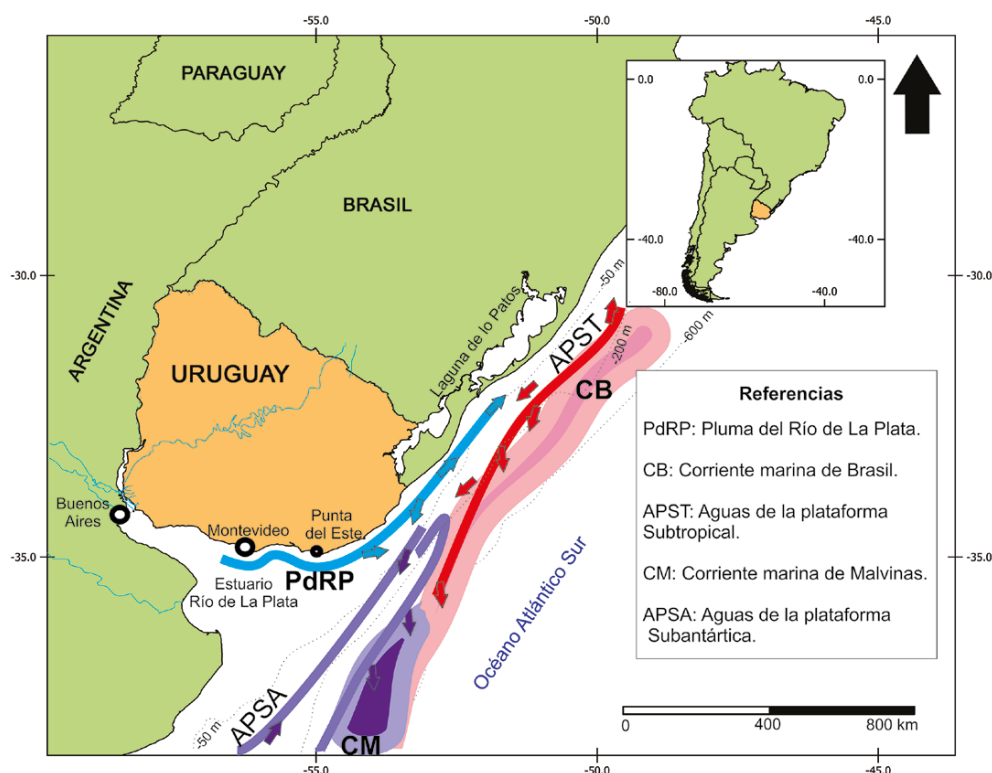 -55.0
-50.0
-45.0
PARAGUAY
BRASIL
ARGENTINA
URUGUAY
-30.0
-30.0
-35.0
-35.0
0.0
0.0
-40.0
-40.0
-80.0
-40.0
Laguna de lo Patos
-50 m
-200 m
-600 m
APST
CB
Buenos
Aires
Montevideo
Punta
del Este
PdRP
Estuario
Río de La Plata
APSA
CM
-50 m
Océano Atlántico Sur
Referencias
PdRP: Pluma del Río de La Plata.
CB: Corriente marina de Brasil.
APST: Aguas de la plataforma
Subtropical.
CM: Corriente marina de Malvinas.
APSA: Aguas de la plataforma
Subantártica.
0
400
800 km
-55.0
-50.0
-45.0